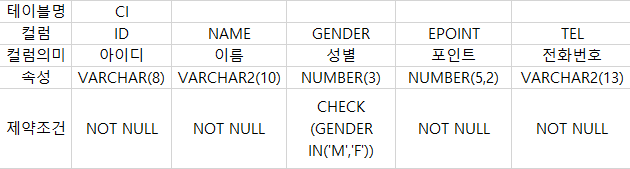 테이블명 CI
컬럼 ID NAME GENDER EPOINT TEL
컬럼의미 아이디 이름 성별 포인트 전화번호
속성 VARCHAR(8) VARCHAR2(10) NUMBER(3) NUMBER(5,2) VARCHAR2(13)
제약조건 NOT NULL NOT NULL CHECK (GENDER IN('M','F')) NOT NULL NOT NULL